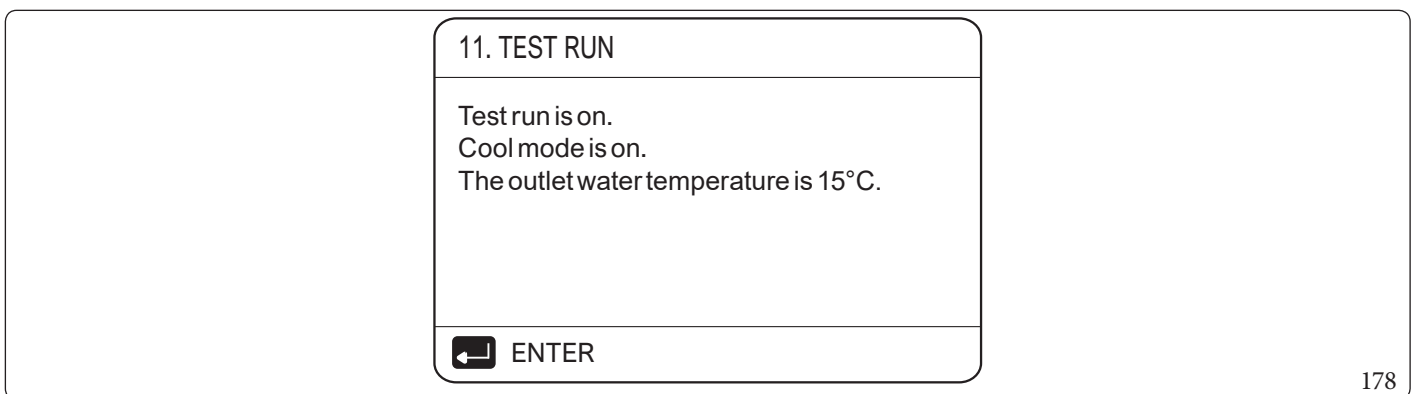 11. TEST RUN
Test run is on.
Cool mode is on.
The outlet water temperature is 15°C.
ENTER
178